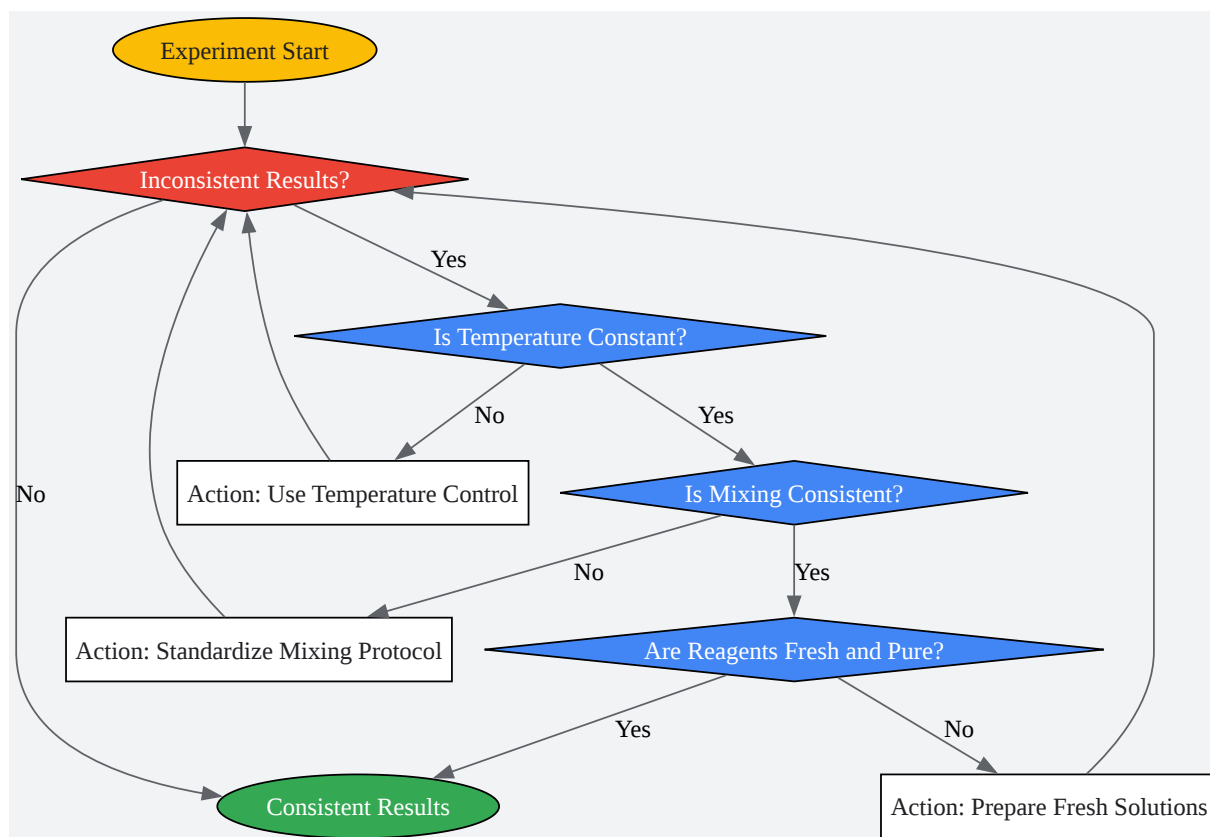 Experiment Start
Inconsistent Results?
Yes
Is Temperature Constant?
No
Yes
Action: Use Temperature Control
Is Mixing Consistent?
No
No
Yes
Action: Standardize Mixing Protocol
Are Reagents Fresh and Pure?
Yes
No
Consistent Results
Action: Prepare Fresh Solutions